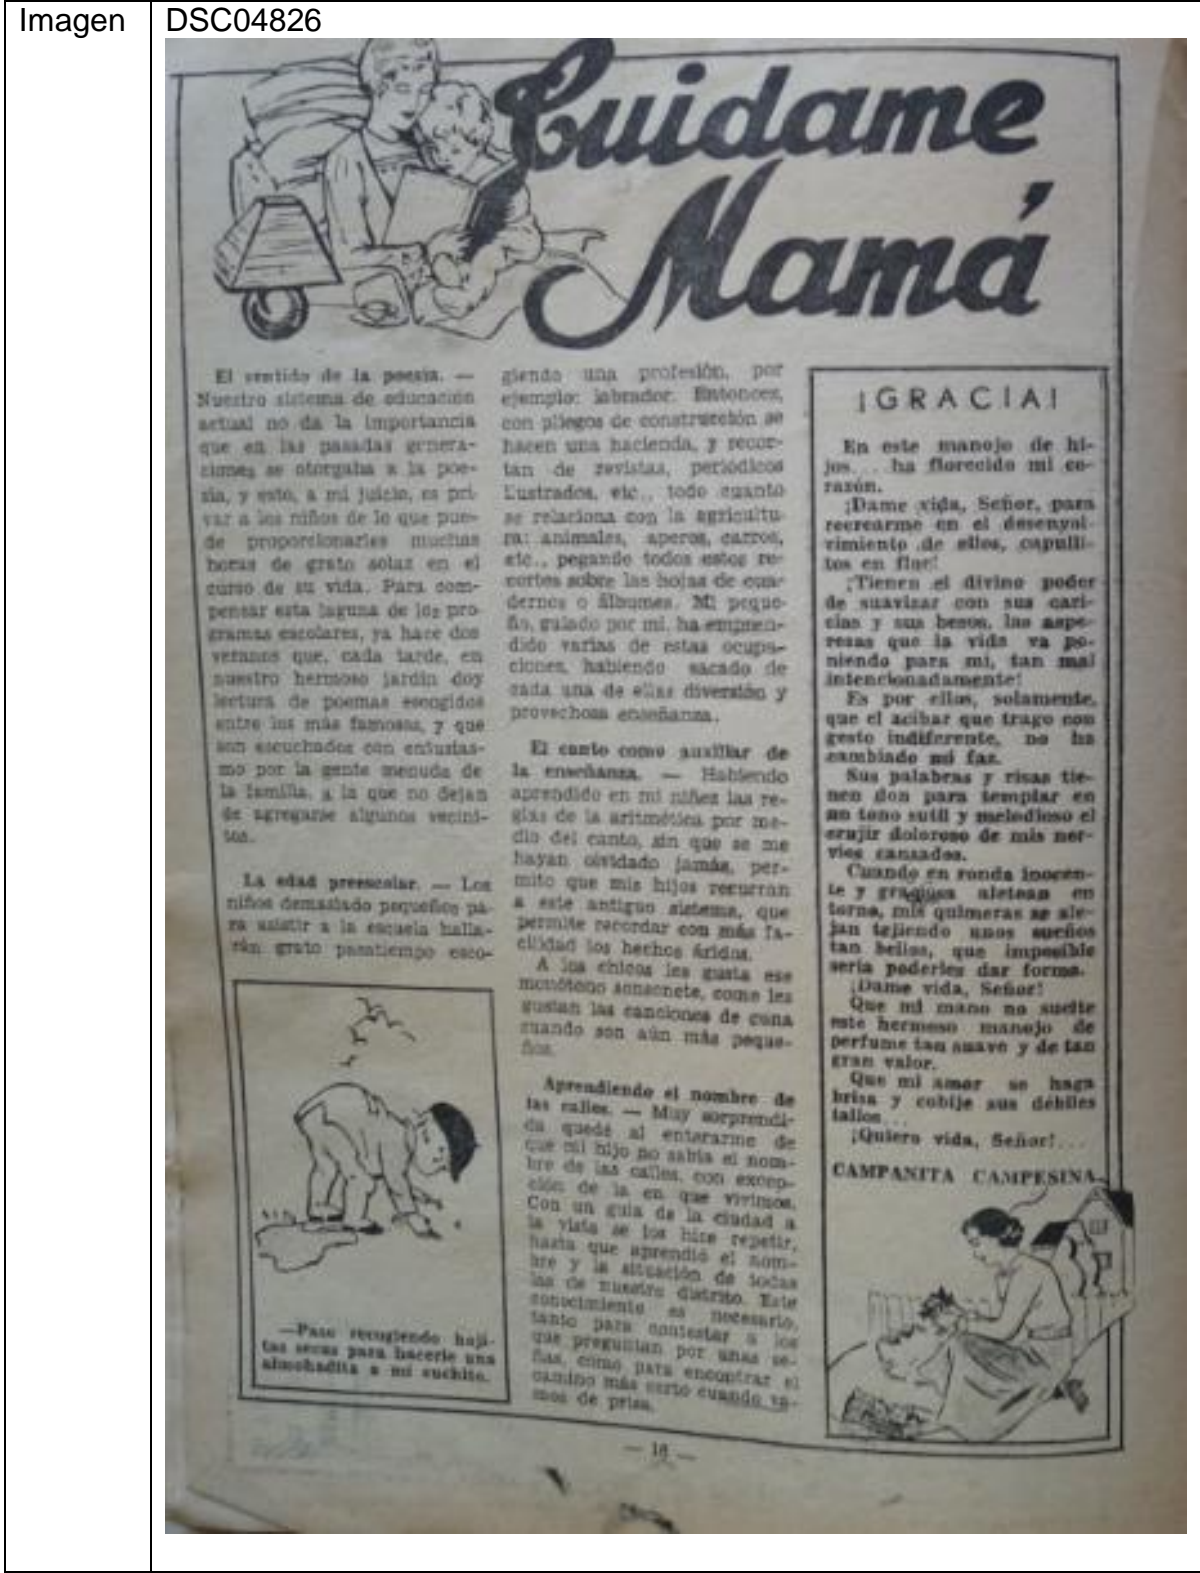 Imagen
DSC04826
Cuidame
Mamá
El sentido de la poesía. —
Nuestro sistema de educación
actual no da la importancia
que en las pasadas genera-
ciones se otorgaba a la poe-
sía, y esto, a mi juicio, es pri-
var a los niños de lo que pue-
de proporcionarles muchas
horas de grato solaz en el
curso de su vida. Para com-
pensar esta laguna de los pro-
gramas escolares, ya hace dos
veranos que, cada tarde, en
nuestro hermoso jardín doy
lectura de poemas escogidos
entre los más famosos, y que
son escuchados con entusias-
mo por la gente menuda de
la familia, a la que no dejan
de agregarse algunos vecini-
tos.
La edad preescolar. — Los
niños demasiado pequeños pa-
ra asistir a la escuela halla-
rán grato pasatiempo esco-
—Paso recogiendo hoji-
tas secas para hacerle una
almohadita a mi cuchito.
giendo una profesión, por
ejemplo: labrador. Entonces,
con pliegos de construcción se
hacen una hacienda, y recor-
tan de revistas, periódicos
ilustrados, etc., todo cuanto
se relaciona con la agricultu-
ra: animales, aperos, carros,
etc., pegando todos estos re-
cortes sobre las hojas de cua-
dernos o álbumes. Mi peque-
ño, guiado por mí, ha empren-
dido varias de estas ocupa-
ciones, habiendo sacado de
cada una de ellas diversión y
provechosa enseñanza.
El canto como auxiliar de
la enseñanza. — Habiendo
aprendido en mi niñez las re-
glas de la aritmética por me-
dio del canto, sin que se me
hayan olvidado jamás, per-
mito que mis hijos recurran
a este antiguo sistema, que
permite recordar con más fa-
cilidad los hechos áridos.
A los chicos les gusta ese
monótono sonsonete, como les
gustan las canciones de cuna
cuando son aún más peque-
ños.
Aprendiendo el nombre de
las calles. — Muy sorprendi-
da quedé al enterarme de
que mi hijo no sabía el nom-
bre de las calles, con excep-
ción de la en que vivimos.
Con un guía de la ciudad a
la vista se los hice repetir,
hasta que aprendió el nom-
bre y la situación de todas
las de nuestro distrito. Este
conocimiento es necesario,
tanto para contestar a los
que preguntan por unas se-
ñas, como para encontrar el
camino más corto cuando va-
mos de prisa.
¡GRACIA!
En este manojo de hi-
jos... ha florecido mi co-
razón.
¡Dame vida, Señor, para
recrearme en el desenvol-
vimiento de ellos, capulli-
tos en flor!
¡Tienen el divino poder
de suavizar con sus cari-
cias y sus besos, las aspe-
resas que la vida va po-
niendo para mí, tan mal
intencionadamente!
Es por ellos, solamente,
que el acíbar que trago con
gesto indiferente, no ha
cambiado mi faz.
Sus palabras y risas tie-
nen don para templar en
un tono sutil y melodioso el
crujir doloroso de mis ner-
vios cansados.
Cuando en ronda inocen-
te y graciosa aletean en
torno, mis quimeras se ale-
jan tejiendo unos sueños
tan bellos, que imposible
sería poderles dar forma.
¡Dame vida, Señor!
Que mi mano no suelte
este hermoso manojo de
perfume tan suave y de tan
gran valor.
Que mi amor se haga
brisa y cobije sus débiles
tallos...
¡Quiero vida, Señor!...
CAMPANITA CAMPESINA